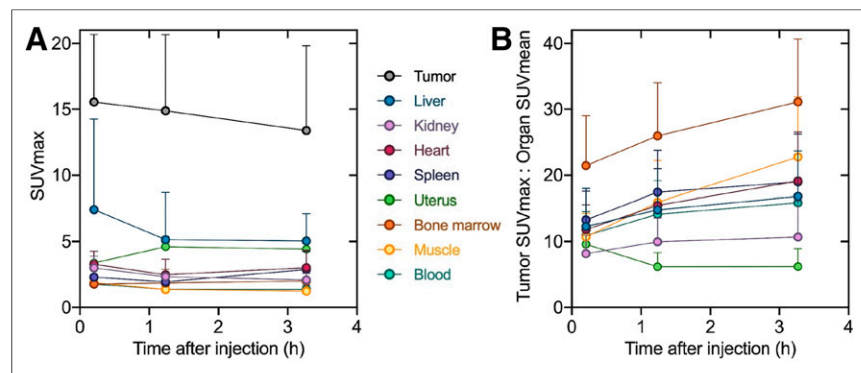 A
SUVmax
20
15
10
5
0
0 1 2 3 4
Time after injection (h)
Tumor
Liver
Kidney
Heart
Spleen
Uterus
Bone marrow
Muscle
Blood
B
Tumor SUVmax : Organ SUVmean
40
30
20
10
0
0 1 2 3 4
Time after injection (h)